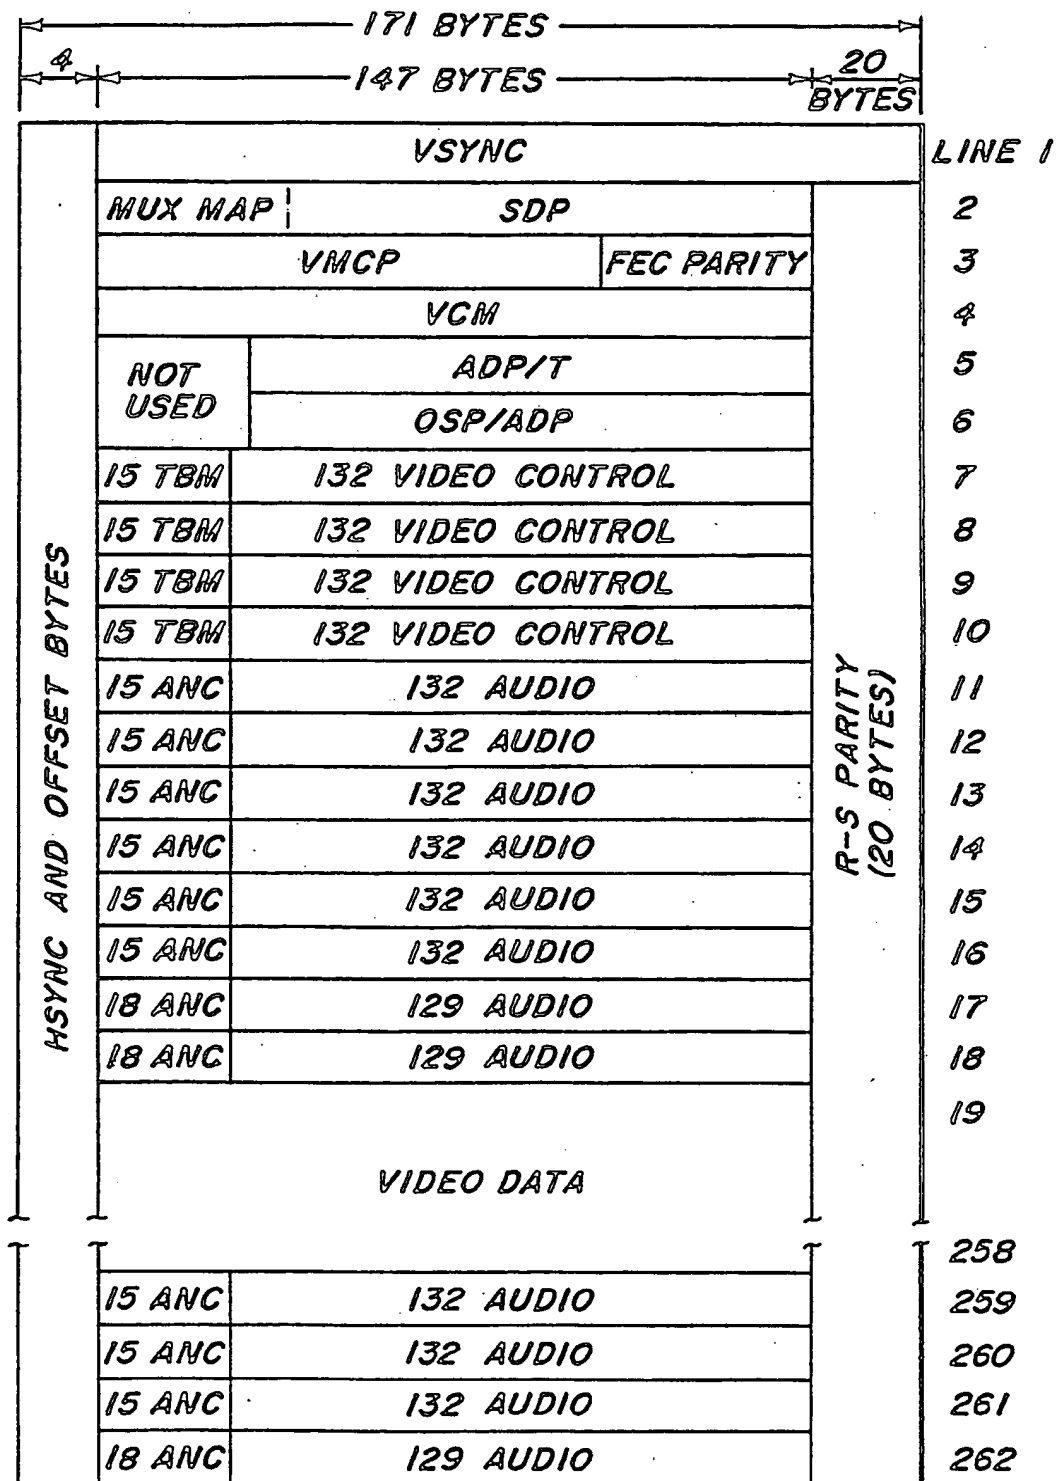 171 BYTES
4 147 BYTES 20 BYTES
VSYNC LINE 1
MUX MAP SDP 2
VMCP FEC PARITY 3
VCM 4
NOT USED
ADP/T 5
OSP/ADP 6
15 TBM 132 VIDEO CONTROL 7
15 TBM 132 VIDEO CONTROL 8
15 TBM 132 VIDEO CONTROL 9
15 TBM 132 VIDEO CONTROL 10
15 ANC 132 AUDIO 11
15 ANC 132 AUDIO 12
15 ANC 132 AUDIO 13
15 ANC 132 AUDIO 14
15 ANC 132 AUDIO 15
15 ANC 132 AUDIO 16
18 ANC 129 AUDIO 17
18 ANC 129 AUDIO 18
19
VIDEO DATA
258
15 ANC 132 AUDIO 259
15 ANC 132 AUDIO 260
15 ANC 132 AUDIO 261
18 ANC 129 AUDIO 262
HSYNC AND OFFSET BYTES
R-S PARITY
(20 BYTES)